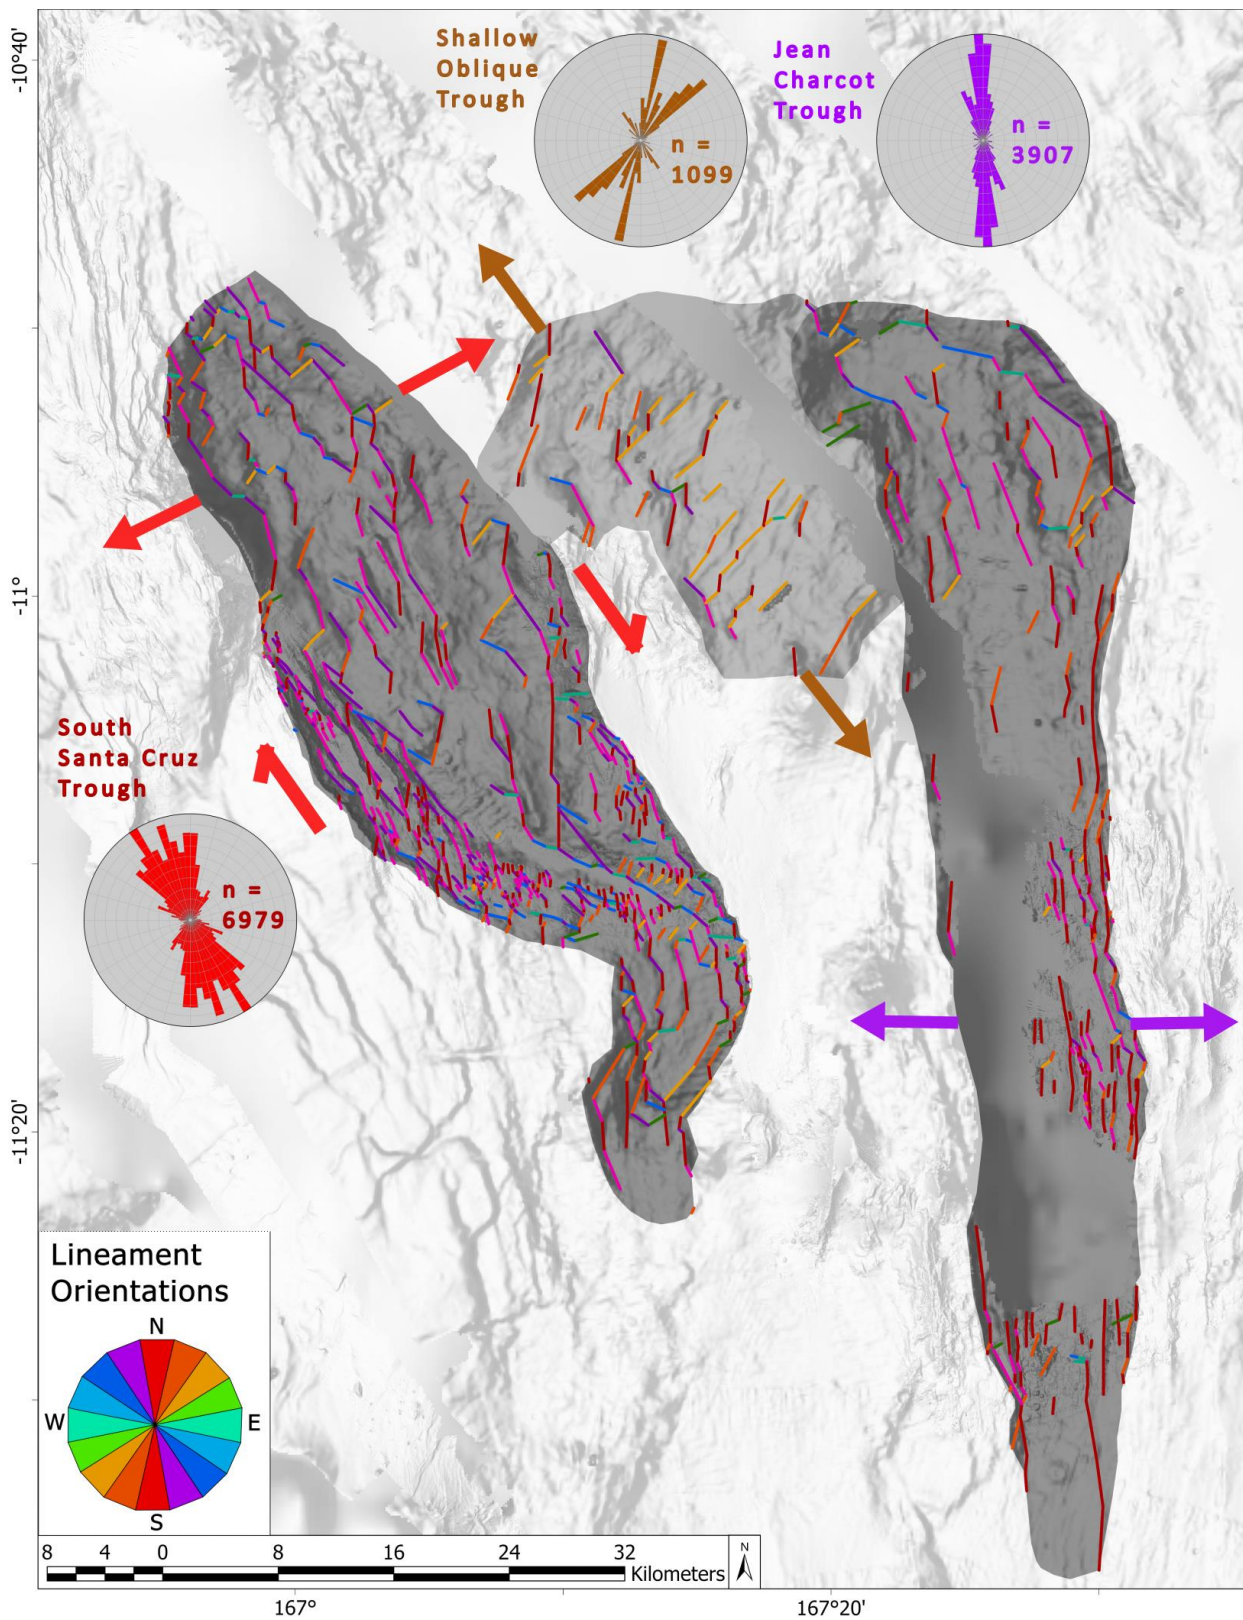 -10°40'
Shallow
Oblique
Trough
n =
1099
Jean
Charcot
Trough
n =
3907
-11°
South
Santa Cruz
Trough
n =
6979
-11°20'
Lineament
Orientations
N
W
E
S
8 4 0 8 16 24 32
Kilometers
N
167°
167°20'